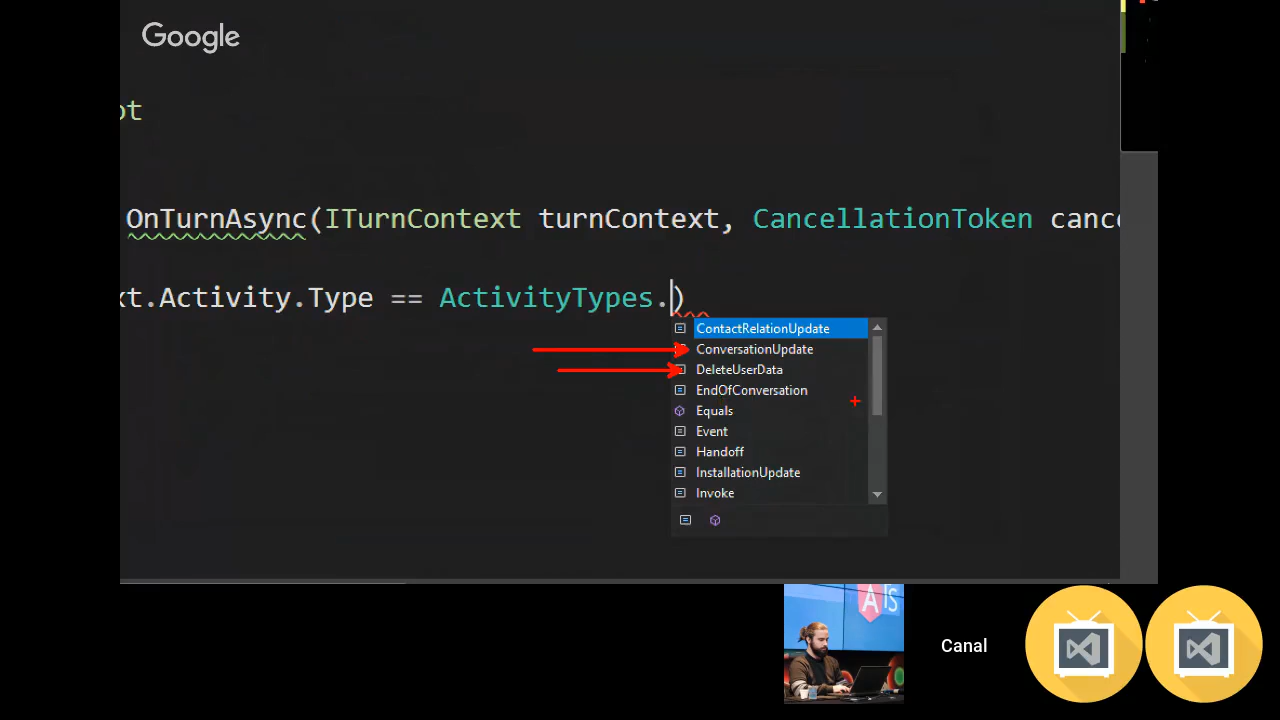 Google
ot
OnTurnAsync(ITurnContext turnContext, CancellationToken cance
xt.Activity.Type == ActivityTypes.)
ContactRelationUpdate
ConversationUpdate
DeleteUserData
EndOfConversation
Equals
Event
Handoff
InstallationUpdate
Invoke
Canal